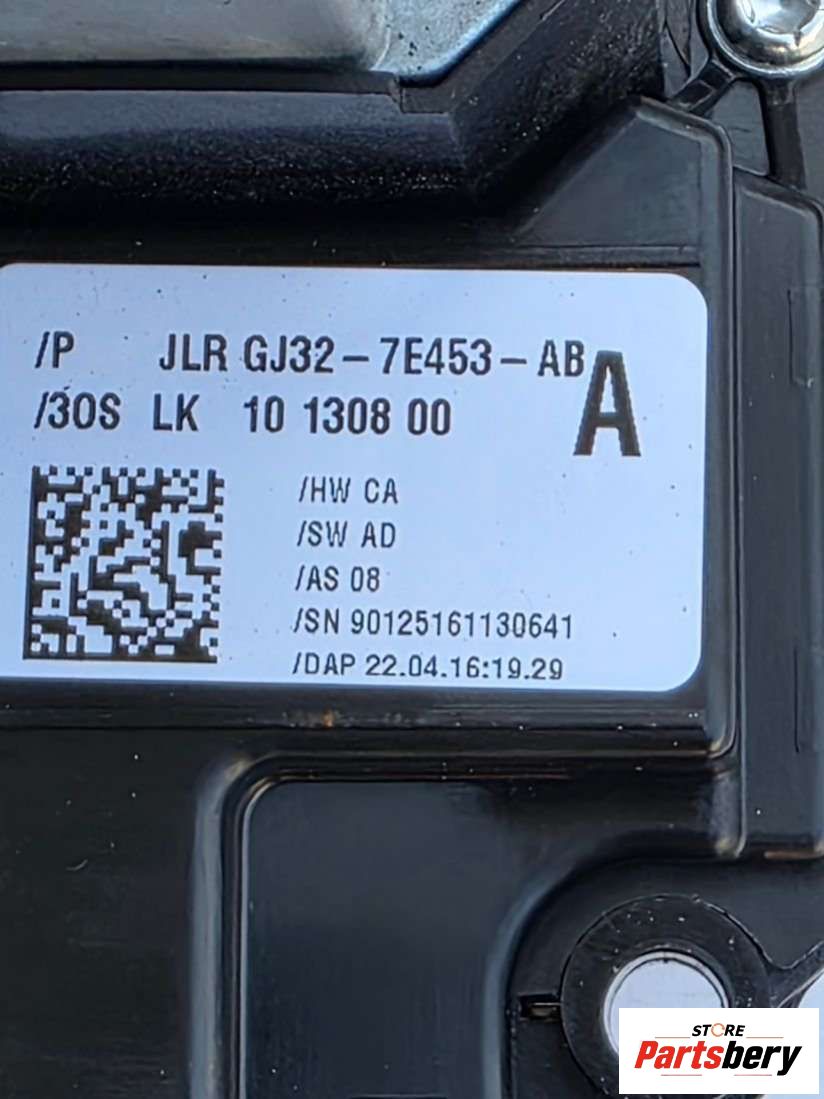 /P JLR GJ32-7E453-AB
A
/30S LK 10 1308 00
/HW CA
/SW AD
/AS 08
/SN 90125161130641
/DAP 22.04.16:19.29
STORE
Partsbery